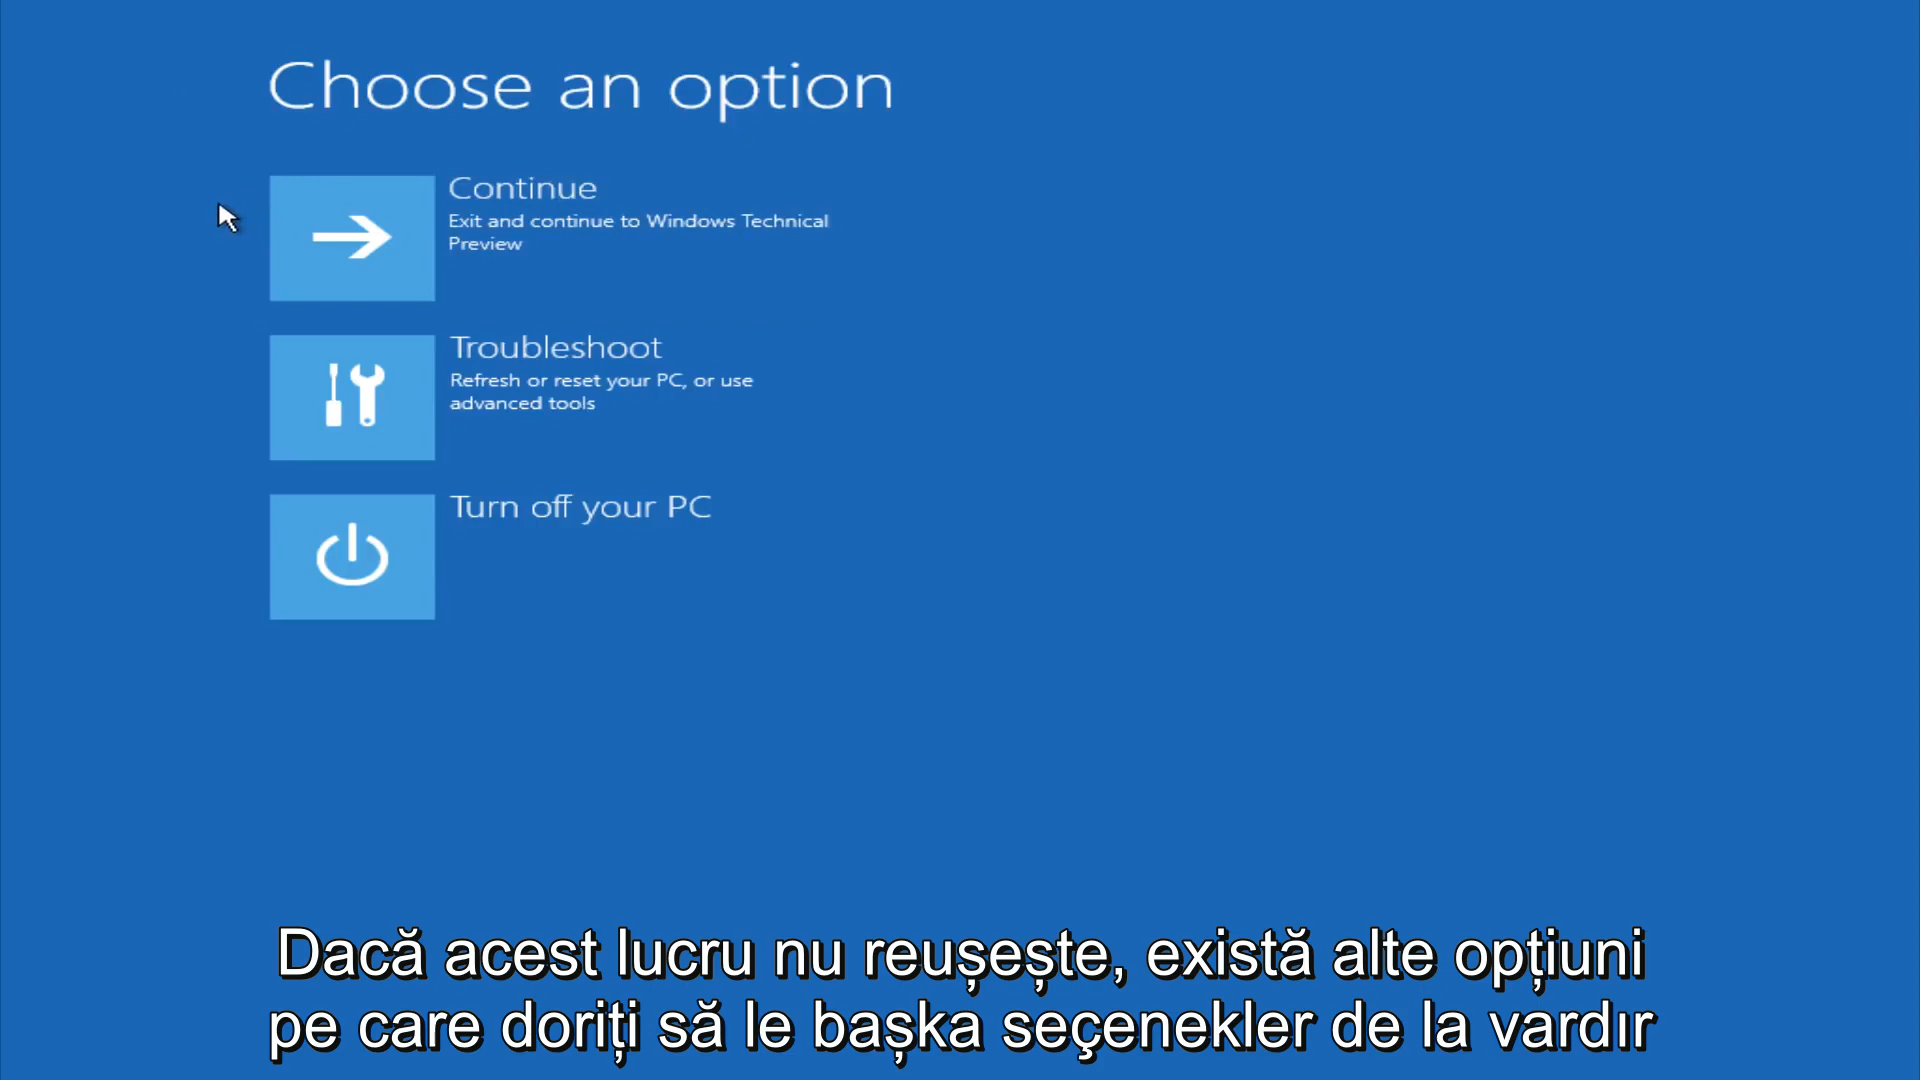 Choose an option
Continue
Exit and continue to Windows Technical
Preview
Troubleshoot
Refresh or reset your PC, or use
advanced tools
Turn off your PC
Dacă acest lucru nu reușește, există alte opțiuni
pe care doriți să le bașka seçenekler de la vardır